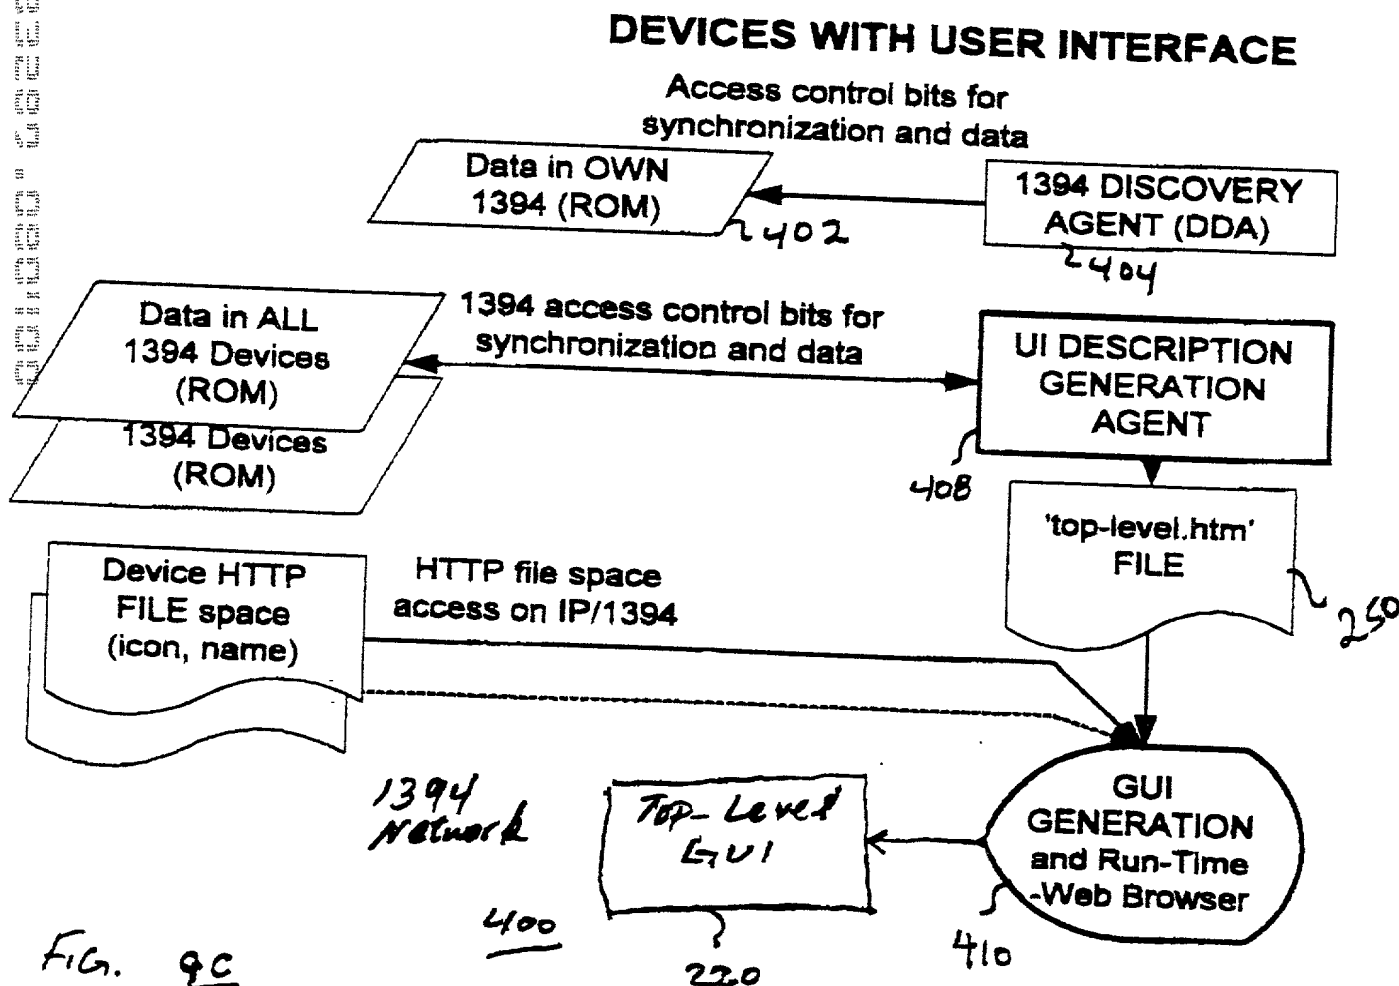 DEVICES WITH USER INTERFACE
Access control bits for
synchronization and data
Data in OWN
1394 (ROM)
402
1394 DISCOVERY
AGENT (DDA)
404
Data in ALL
1394 Devices
(ROM)
1394 Devices
(ROM)
1394 access control bits for
synchronization and data
UI DESCRIPTION
GENERATION
AGENT
408
'top-level.htm'
FILE
250
Device HTTP
FILE space
(icon, name)
HTTP file space
access on IP/1394
1394
Network
Top-Level
GUI
GUI
GENERATION
and Run-Time
-Web Browser
400
220
410
FIG. 9C